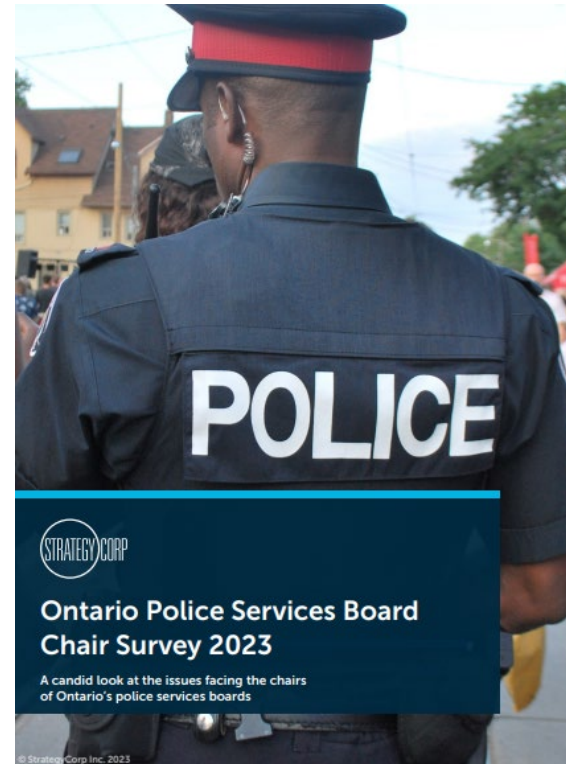 POLICE
STRATEGYCORP
Ontario Police Services Board
Chair Survey 2023
A candid look at the issues facing the chairs
of Ontario's police services boards
© StrategyCorp Inc. 2023